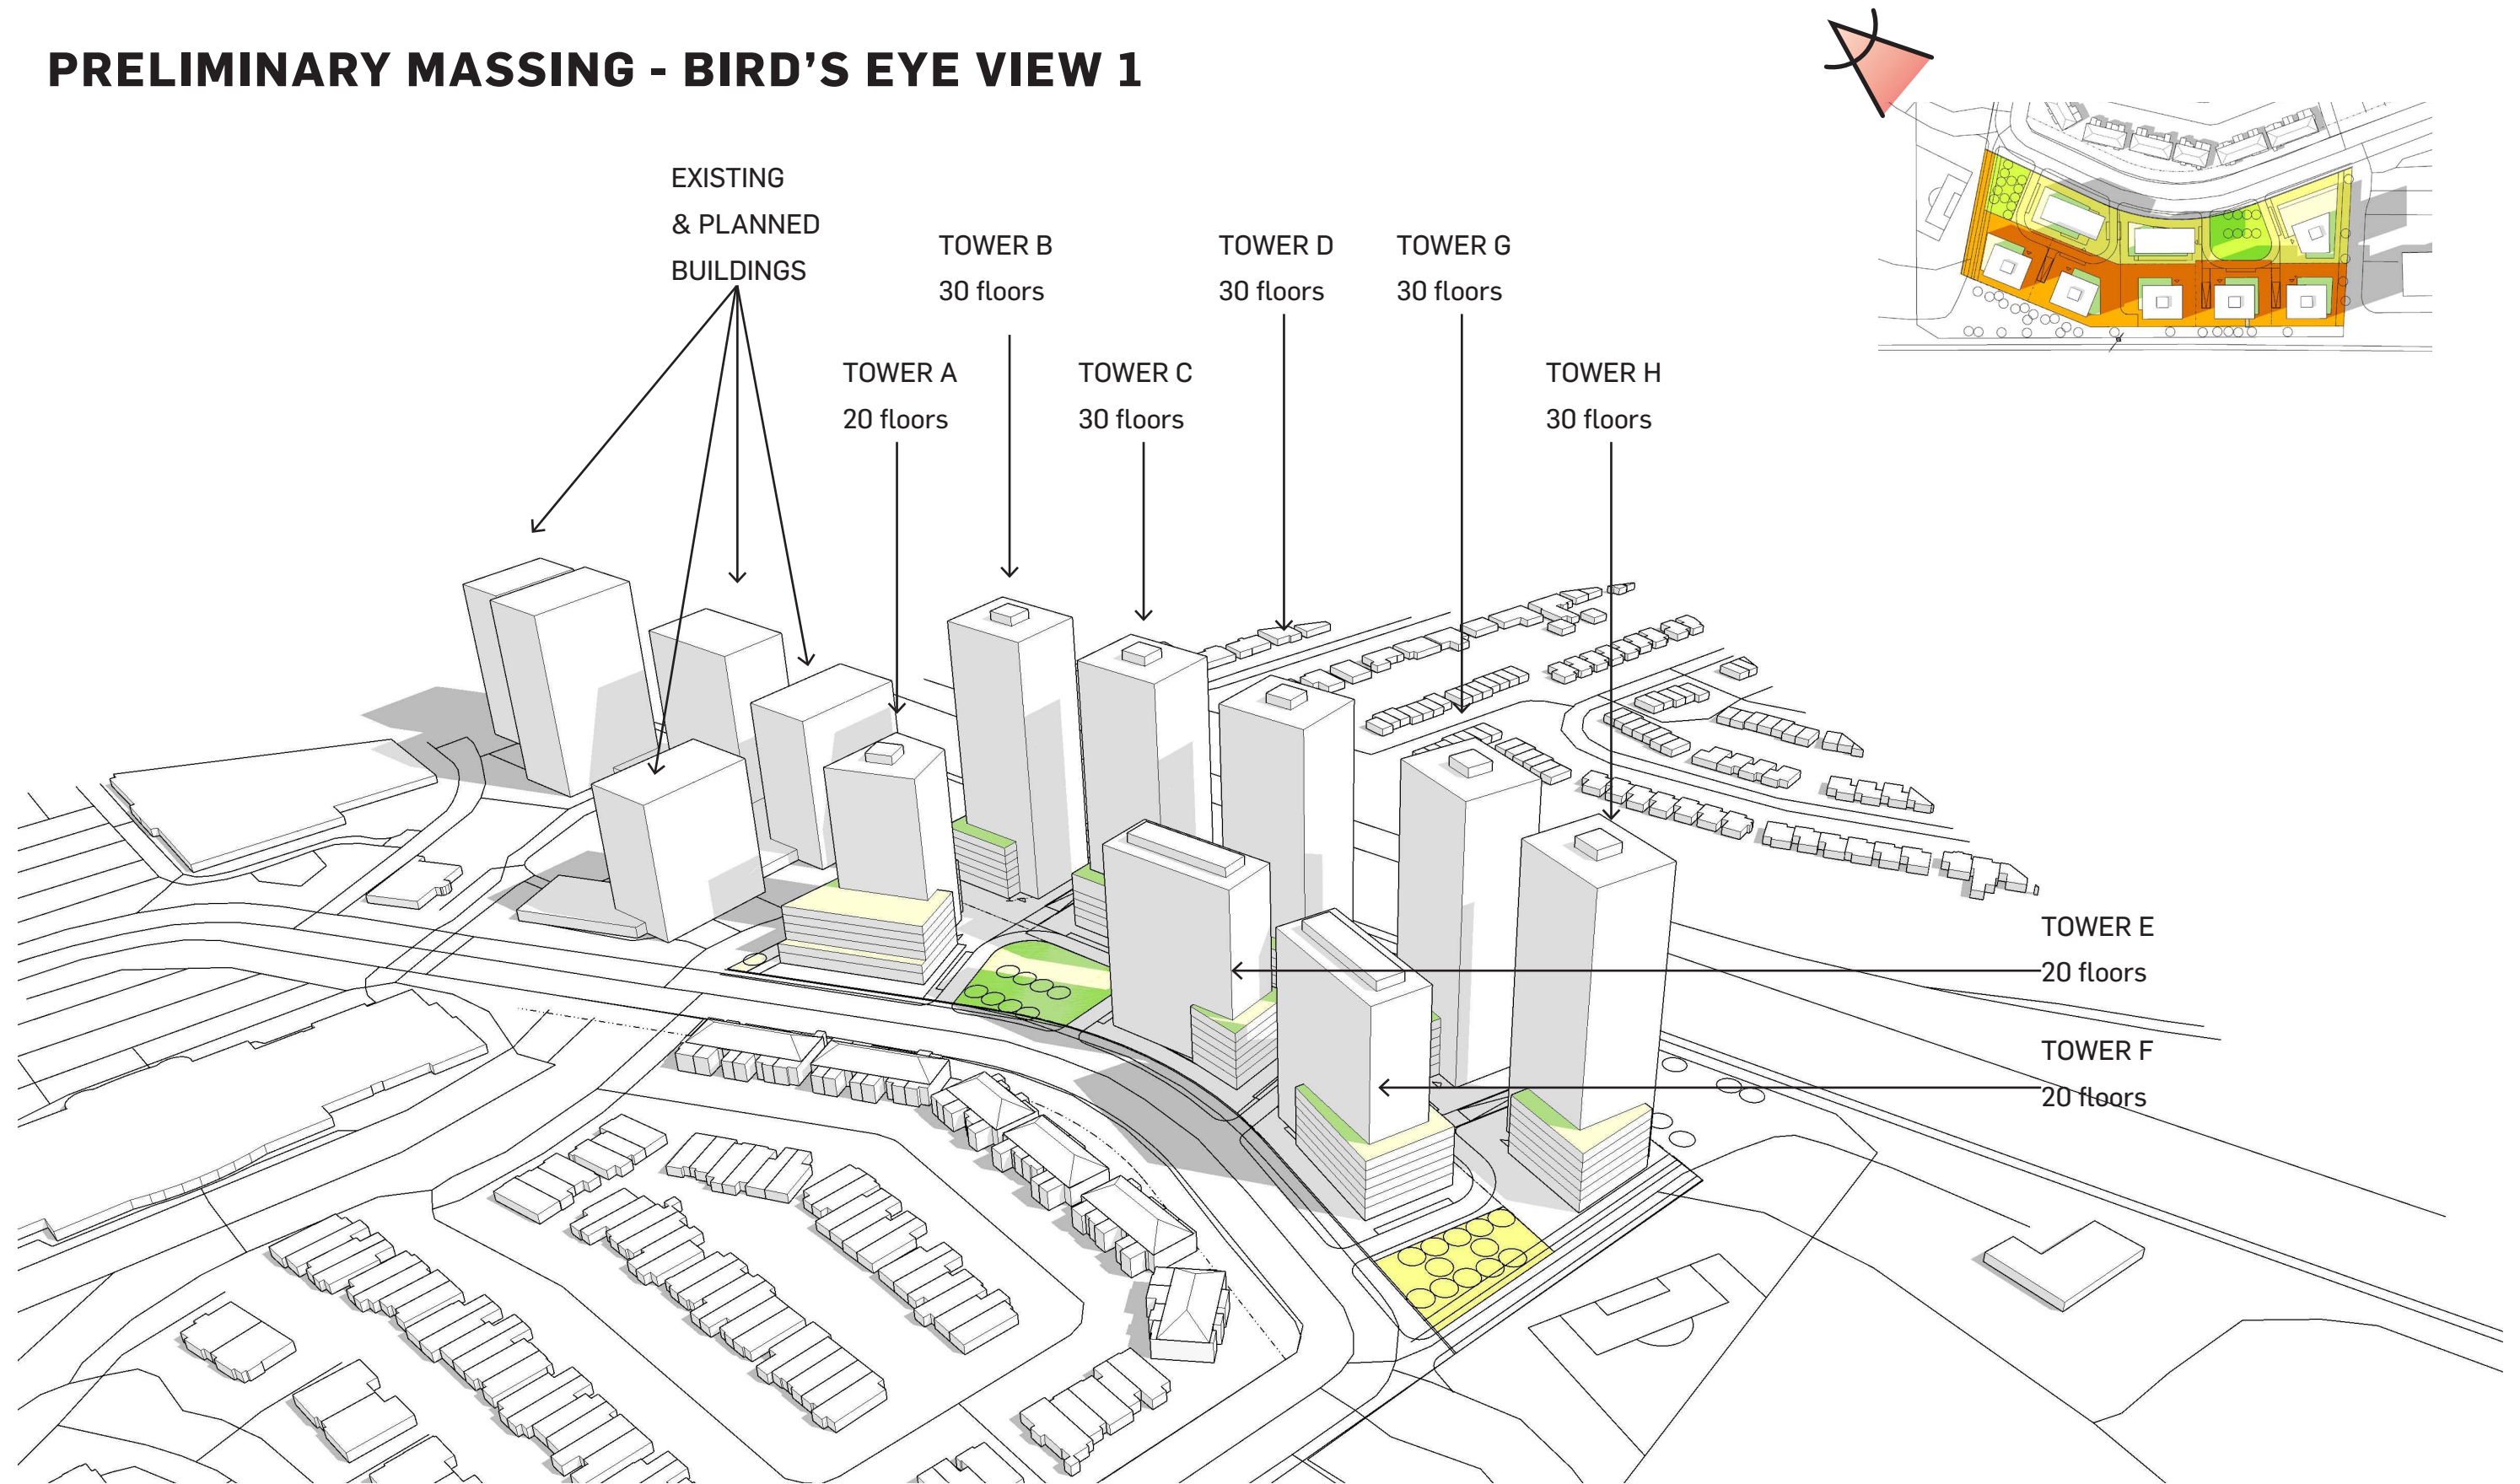 PRELIMINARY MASSING - BIRD'S EYE VIEW 1
EXISTING
& PLANNED
BUILDINGS
TOWER B
30 floors
TOWER D
30 floors
TOWER G
30 floors
TOWER A
20 floors
TOWER C
30 floors
TOWER H
30 floors
TOWER E
20 floors
TOWER F
20 floors